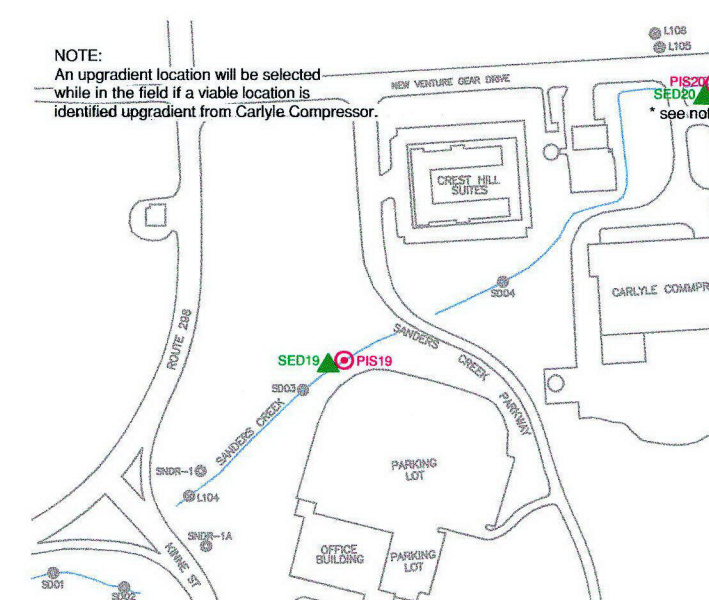 L106
L105
NOTE:
An upgradient location will be selected
while in the field if a viable location is
identified upgradient from Carlyle Compressor.
NEW VENTURE GEAR DRIVE
PIS20
SED20
* see not
CREST HILL
SUITES
SD04
CARLYLE COMMPR
ROUTE 298
SANDERS CREEK PARKWAY
SED19
PIS19
SD03
SANDERS CREEK
SNDR-1
L104
PARKING
LOT
SNDR-1A
KINNE ST
OFFICE
BUILDING
PARKING
LOT
SD01
SD02